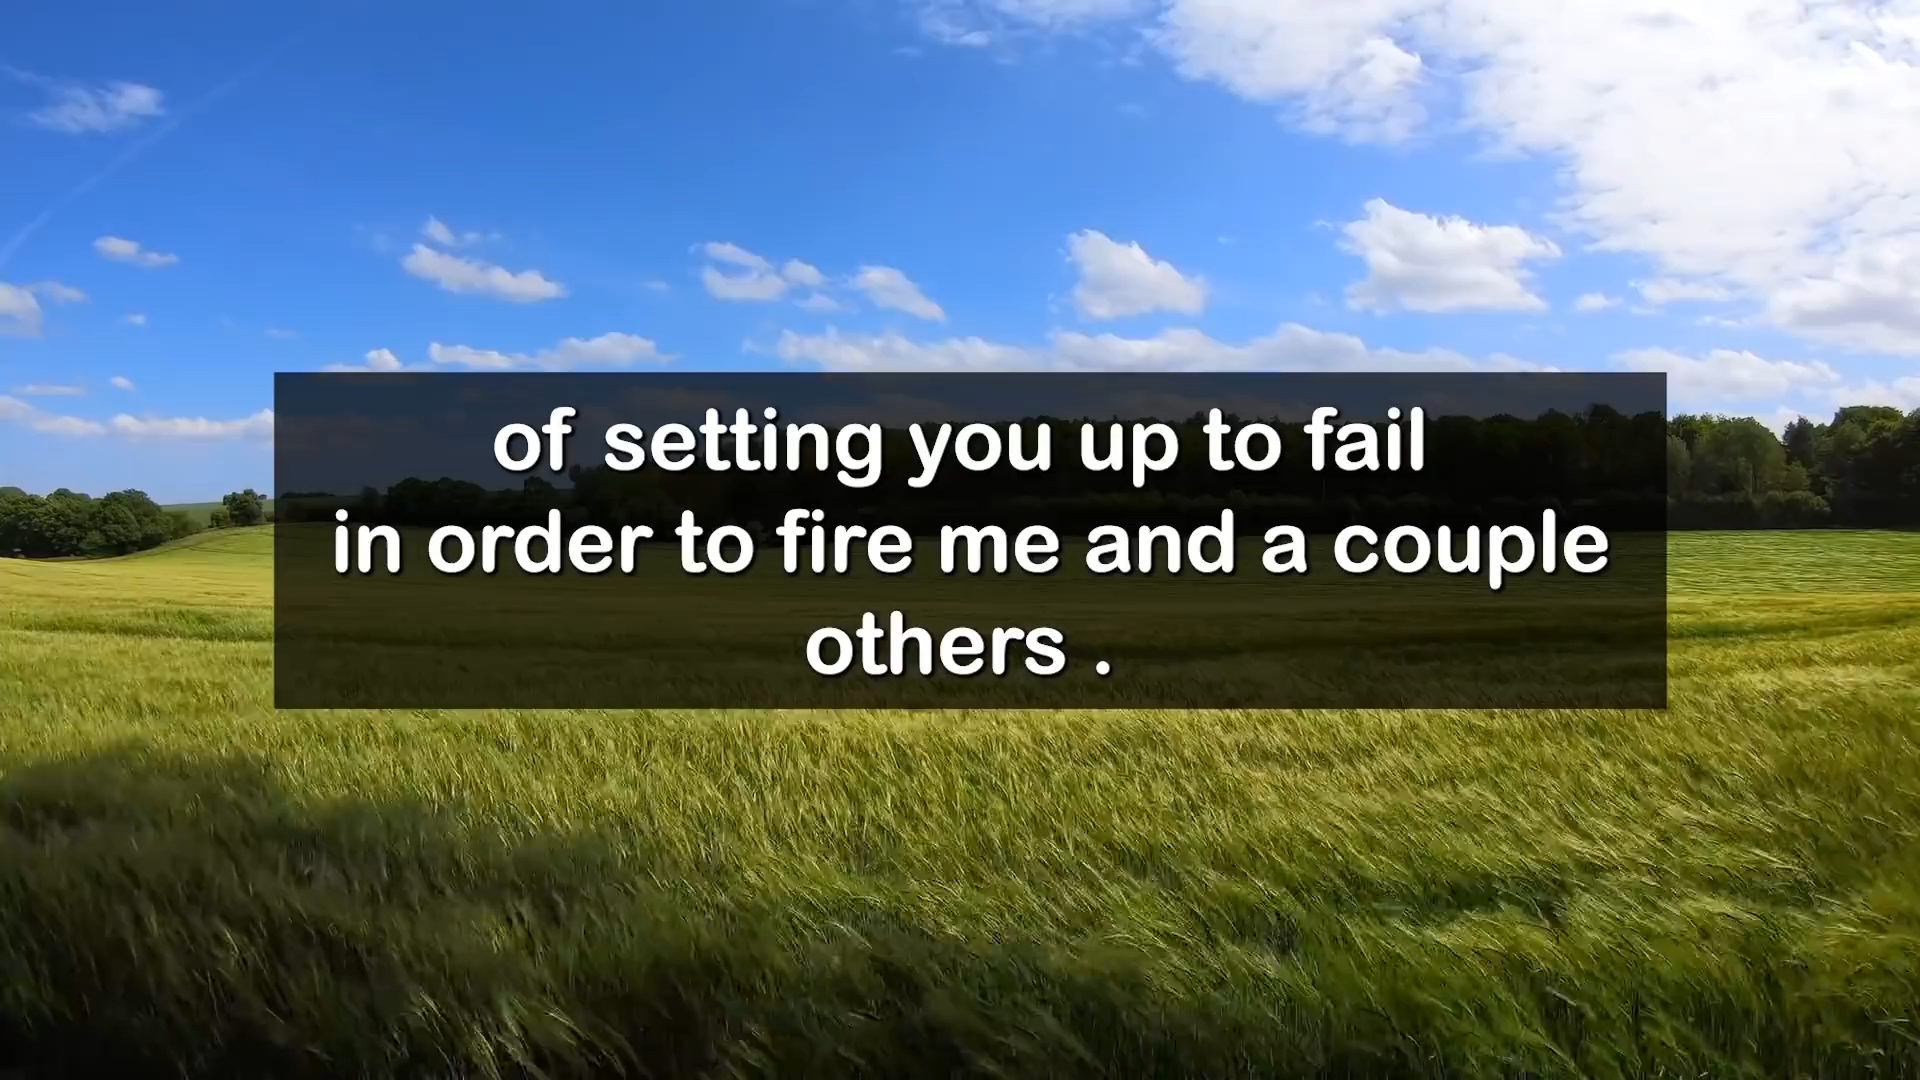 of setting you up to fail
in order to fire me and a couple
others .